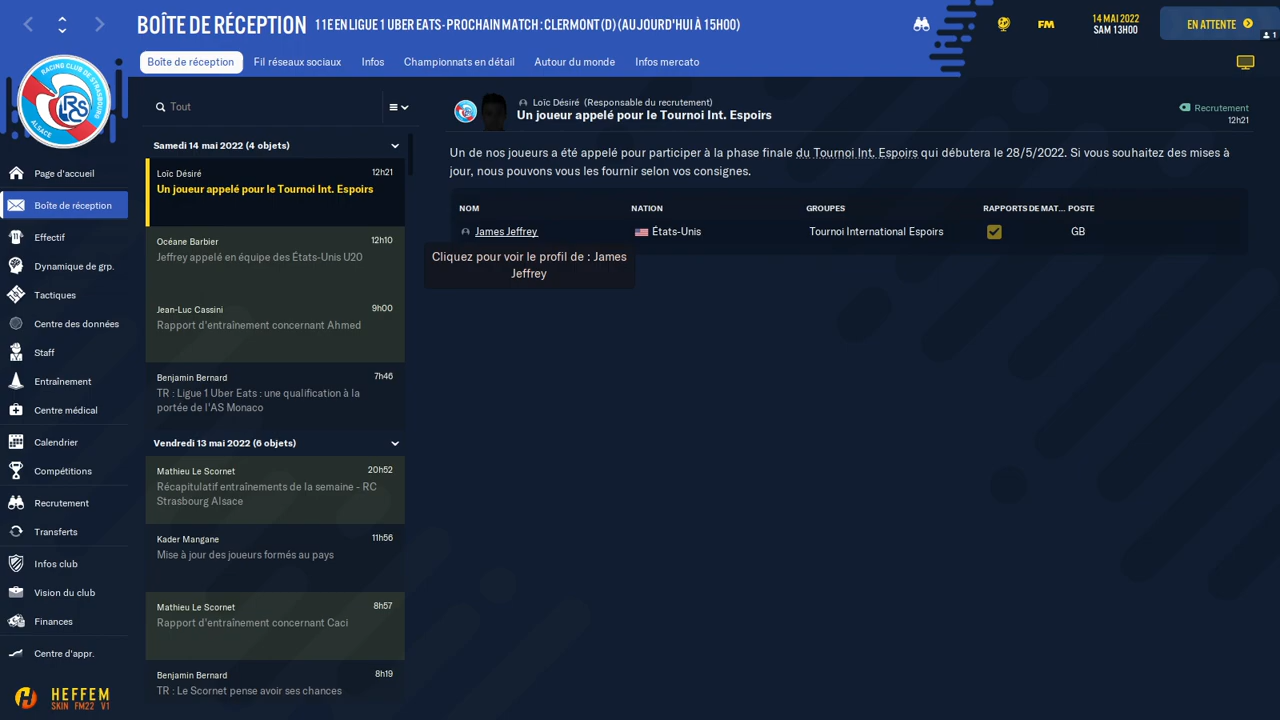 BOÎTE DE RÉCEPTION
11E EN LIGUE 1 UBER EATS - PROCHAIN MATCH : CLERMONT (D) (AUJOURD'HUI À 15H00)
FM
14 MAI 2022
SAM 13H00
EN ATTENTE
1
Boîte de réception
Fil réseaux sociaux
Infos
Championnats en détail
Autour du monde
Infos mercato
RACING CLUB DE STRASBOURG
RCS
ALSACE
Page d'accueil
Boîte de réception
Effectif
Dynamique de grp.
Tactiques
Centre des données
Staff
Entraînement
Centre médical
Calendrier
Compétitions
Recrutement
Transferts
Infos club
Vision du club
Finances
Centre d'appr.
HEFFEM
SKIN FM22 V1
Tout
Samedi 14 mai 2022 (4 objets)
Loïc Désiré 12h21
Un joueur appelé pour le Tournoi Int. Espoirs
Océane Barbier 12h10
Jeffrey appelé en équipe des États-Unis U20
Jean-Luc Cassini 9h00
Rapport d'entraînement concernant Ahmed
Benjamin Bernard 7h46
TR : Ligue 1 Uber Eats : une qualification à la
portée de l'AS Monaco
Vendredi 13 mai 2022 (6 objets)
Mathieu Le Scornet 20h52
Récapitulatif entraînements de la semaine - RC
Strasbourg Alsace
Kader Mangane 11h56
Mise à jour des joueurs formés au pays
Mathieu Le Scornet 8h57
Rapport d'entraînement concernant Caci
Benjamin Bernard 8h19
TR : Le Scornet pense avoir ses chances
Loïc Désiré (Responsable du recrutement)
Un joueur appelé pour le Tournoi Int. Espoirs
Recrutement
12h21
Un de nos joueurs a été appelé pour participer à la phase finale du Tournoi Int. Espoirs qui débutera le 28/5/2022. Si vous souhaitez des mises à
jour, nous pouvons vous les fournir selon vos consignes.
NOM NATION GROUPES RAPPORTS DE MAT... POSTE
James Jeffrey États-Unis Tournoi International Espoirs GB
Cliquez pour voir le profil de : James
Jeffrey